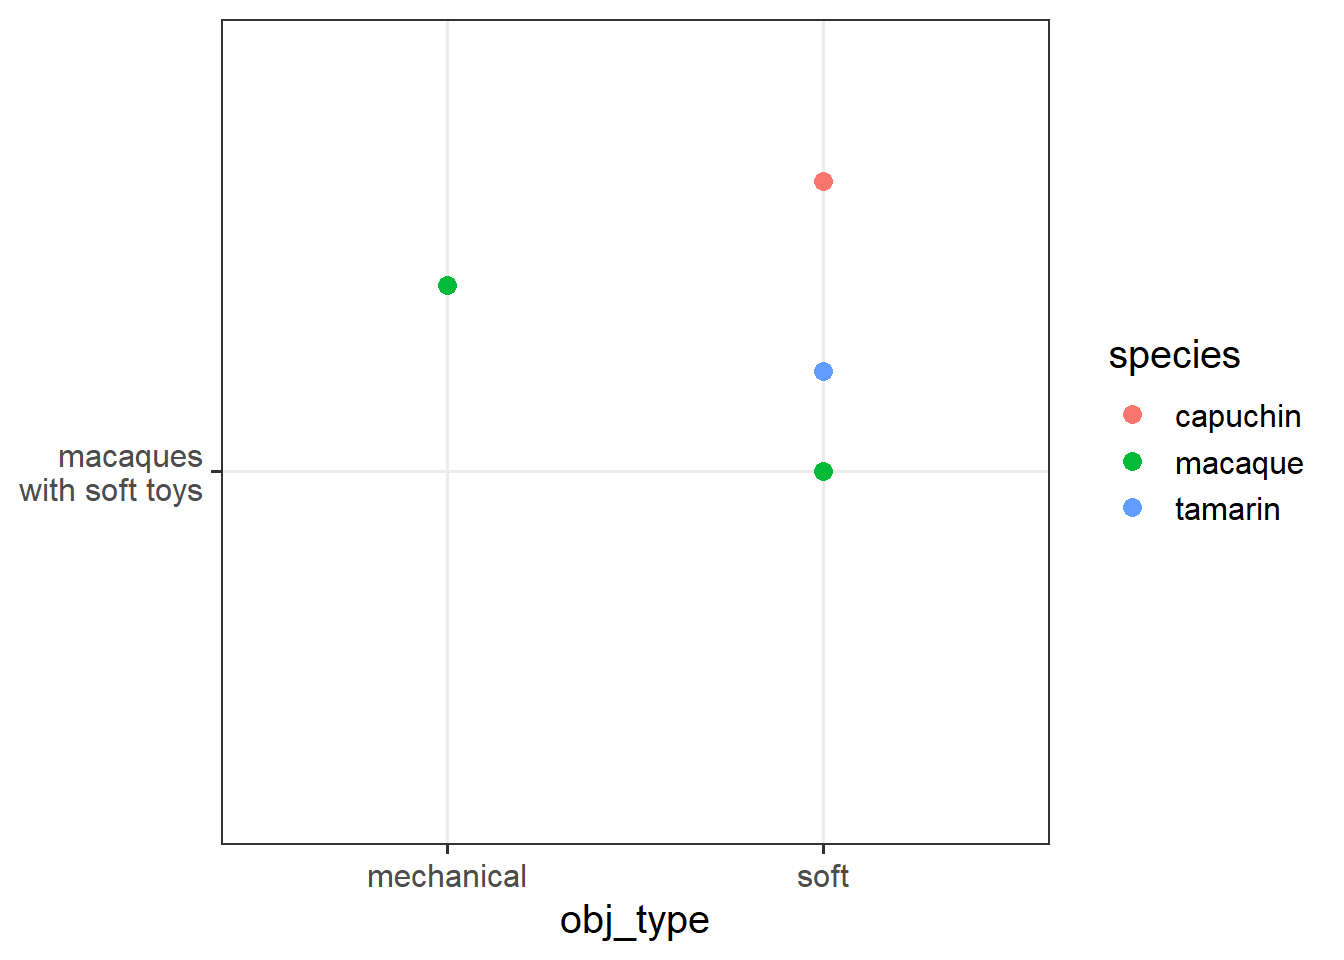 macaques
with soft toys
mechanical
soft
obj_type
species
capuchin
macaque
tamarin